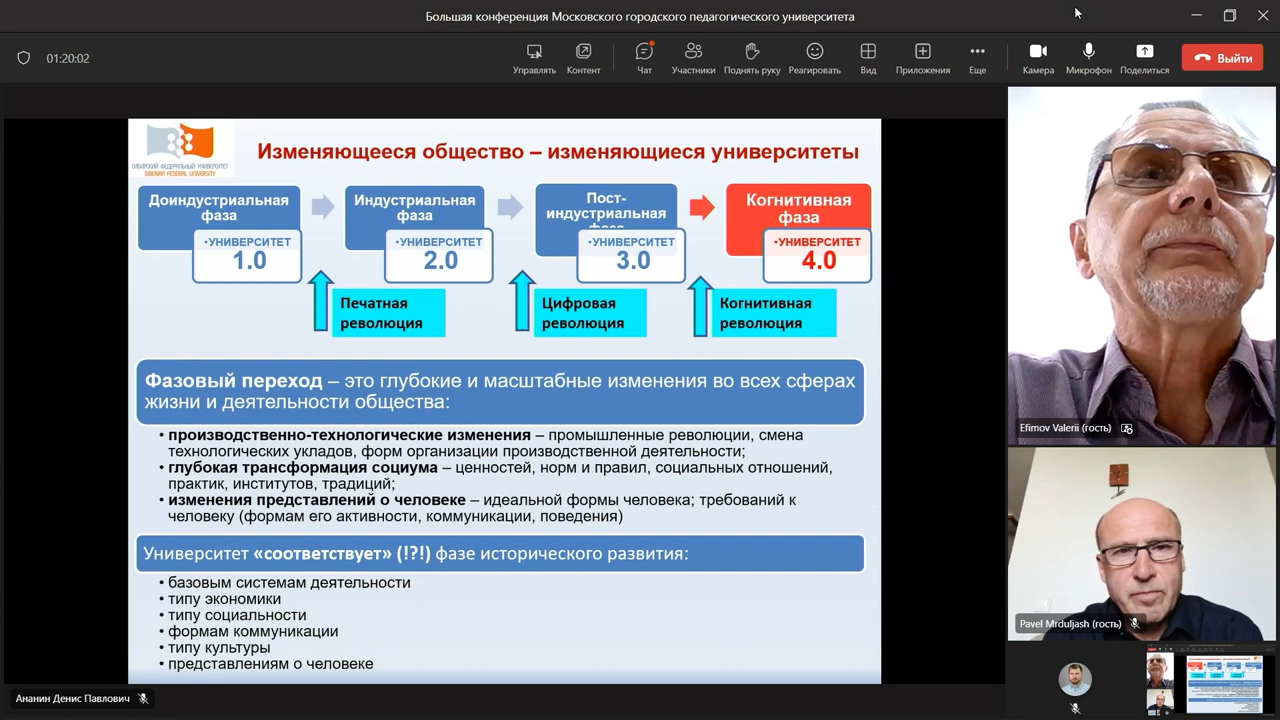 Большая конференция Московского городского педагогического университета
01:20:02
Управлять
Контент
Чат
Участники
Поднять руку
Реагировать
Вид
Приложения
Еще
Камера
Микрофон
Поделиться
Выйти
СИБИРСКИЙ ФЕДЕРАЛЬНЫЙ УНИВЕРСИТЕТ
SIBERIAN FEDERAL UNIVERSITY
Изменяющееся общество – изменяющиеся университеты
Доиндустриальная
фаза
•УНИВЕРСИТЕТ
1.0
Индустриальная
фаза
•УНИВЕРСИТЕТ
2.0
Пост-
индустриальная
фаза
•УНИВЕРСИТЕТ
3.0
Когнитивная
фаза
•УНИВЕРСИТЕТ
4.0
Печатная
революция
Цифровая
революция
Когнитивная
революция
Фазовый переход – это глубокие и масштабные изменения во всех сферах
жизни и деятельности общества:
• производственно-технологические изменения – промышленные революции, смена
технологических укладов, форм организации производственной деятельности;
• глубокая трансформация социума – ценностей, норм и правил, социальных отношений,
практик, институтов, традиций;
• изменения представлений о человеке – идеальной формы человека; требований к
человеку (формам его активности, коммуникации, поведения)
Университет «соответствует» (!?!) фазе исторического развития:
• базовым системам деятельности
• типу экономики
• типу социальности
• формам коммуникации
• типу культуры
• представлениям о человеке
Efimov Valerii (гость)
Pavel Mrduljash (гость)
Ананин Денис Павлович